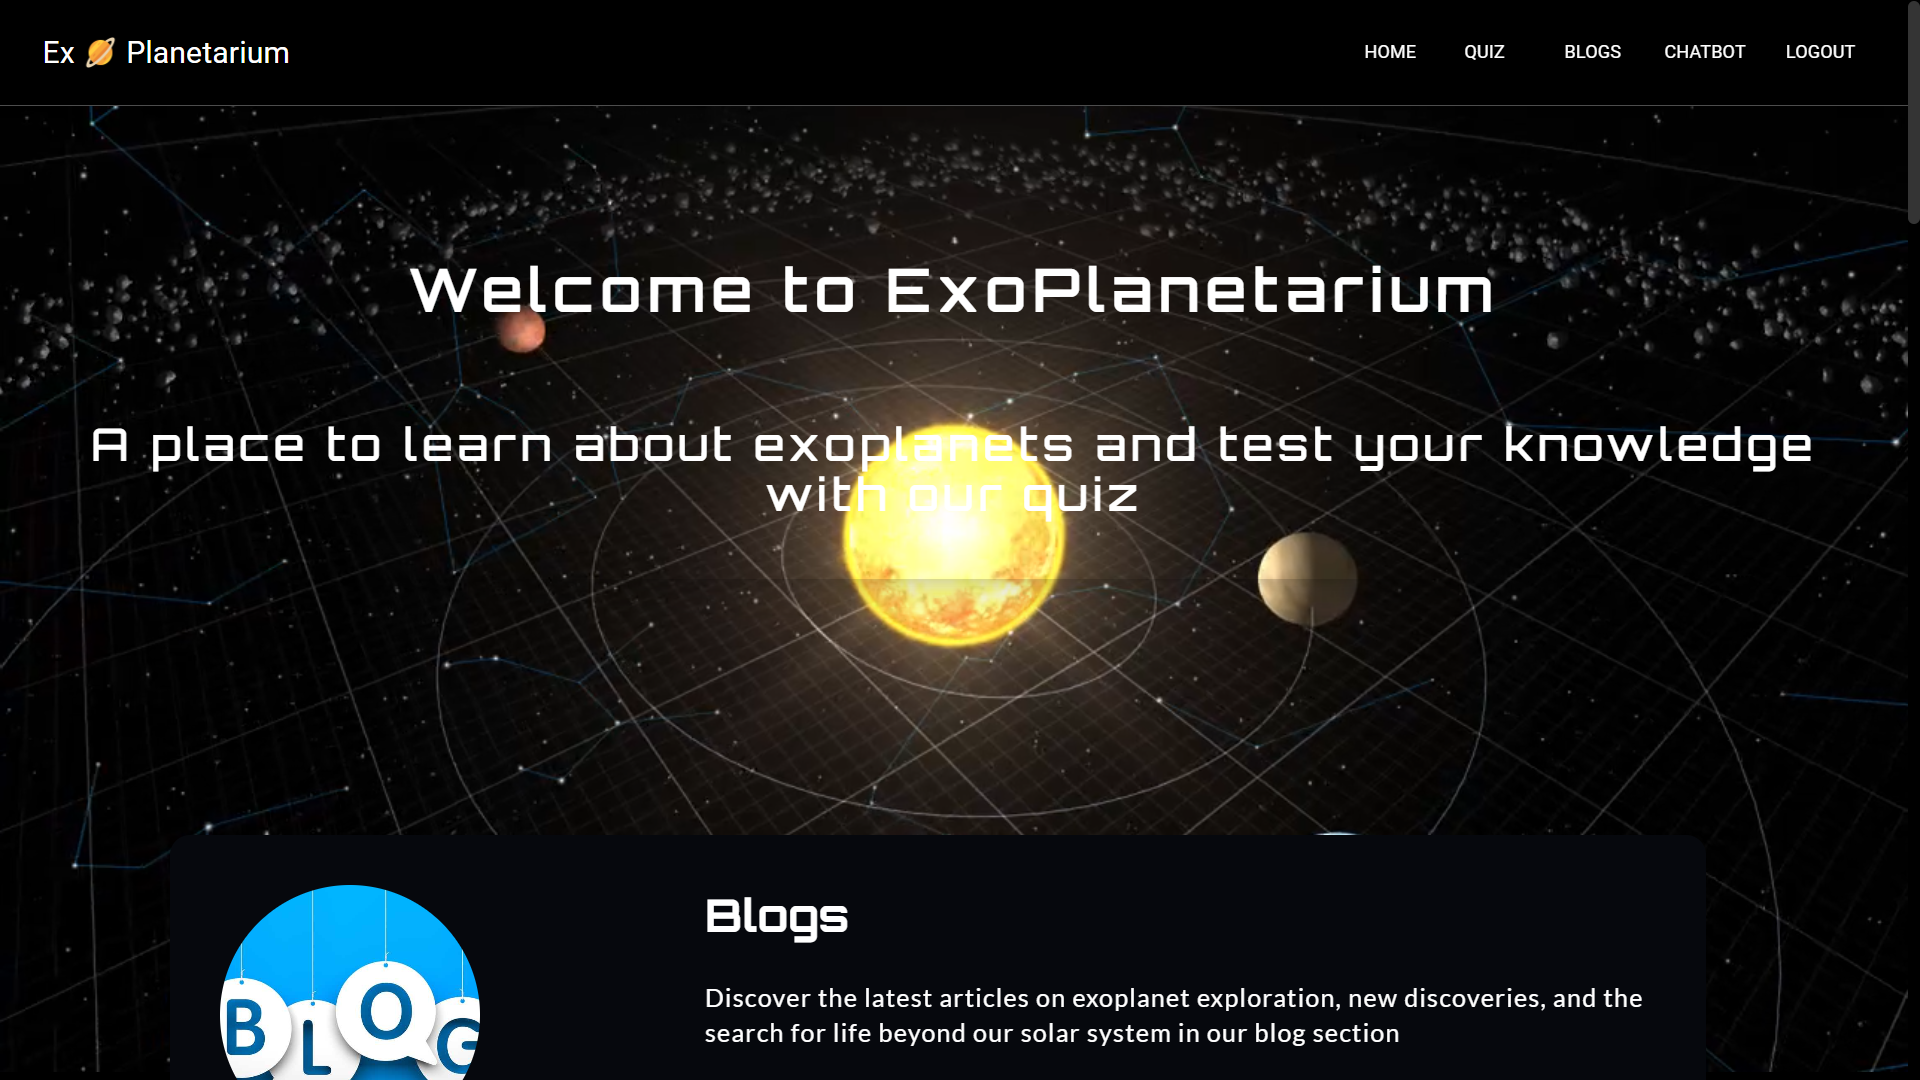 Ex 🪐 Planetarium
HOME QUIZ BLOGS CHATBOT LOGOUT
Welcome to ExoPlanetarium
A place to learn about exoplanets and test your knowledge
with our quiz
BLOG
Blogs
Discover the latest articles on exoplanet exploration, new discoveries, and the
search for life beyond our solar system in our blog section